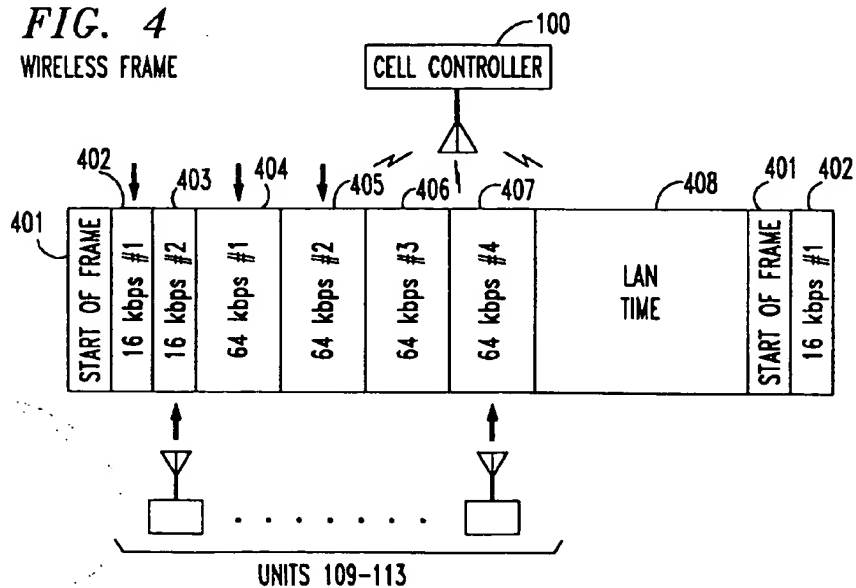 FIG. 4
WIRELESS FRAME
100
CELL CONTROLLER
402
403
404
405
406
407
408
401
402
401
START OF FRAME
16 kbps #1
16 kbps #2
64 kbps #1
64 kbps #2
64 kbps #3
64 kbps #4
LAN
TIME
START OF FRAME
16 kbps #1
UNITS 109-113